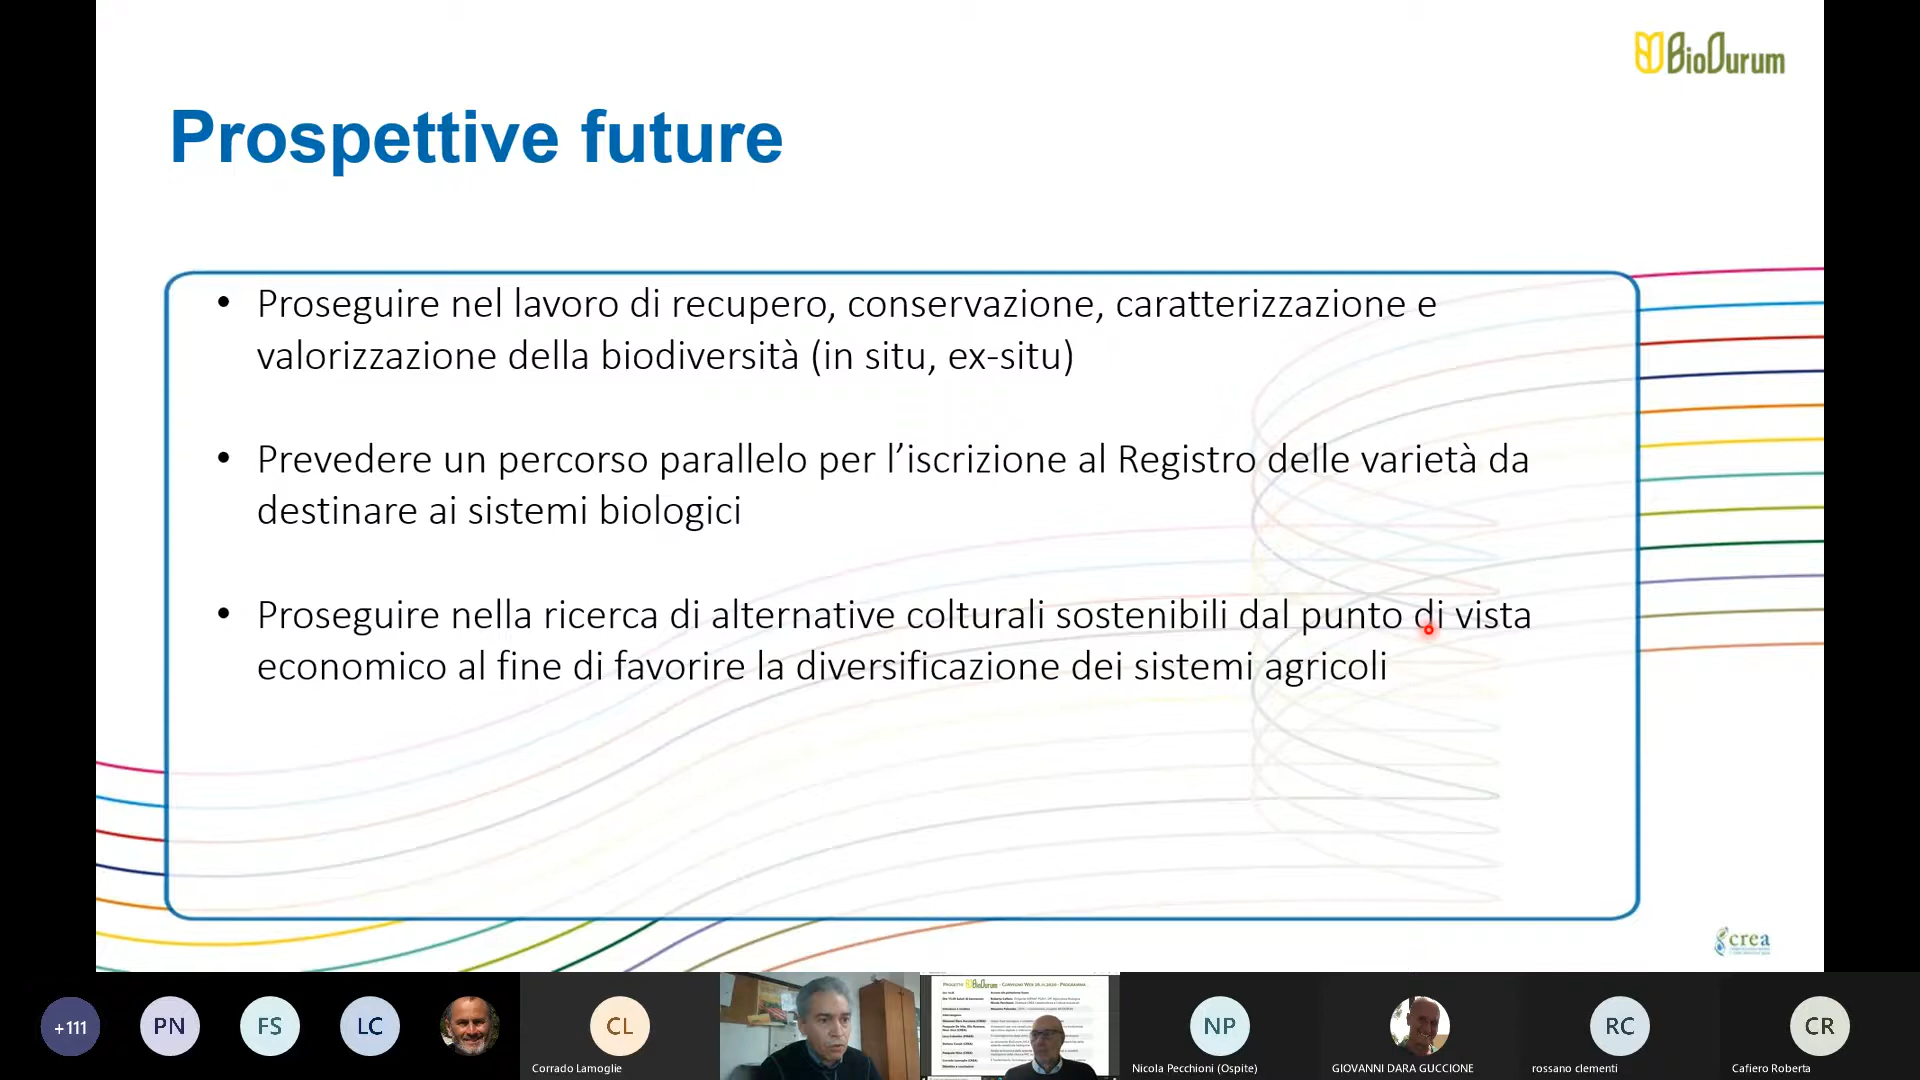 BioDurum
Prospettive future
• Proseguire nel lavoro di recupero, conservazione, caratterizzazione e
valorizzazione della biodiversità (in situ, ex-situ)
• Prevedere un percorso parallelo per l’iscrizione al Registro delle varietà da
destinare ai sistemi biologici
• Proseguire nella ricerca di alternative colturali sostenibili dal punto di vista
economico al fine di favorire la diversificazione dei sistemi agricoli
crea
+111
PN
FS
LC
CL
NP
RC
CR
Corrado Lamoglie
Nicola Pecchioni (Ospite)
GIOVANNI DARA GUCCIONE
rossano clementi
Cafiero Roberta